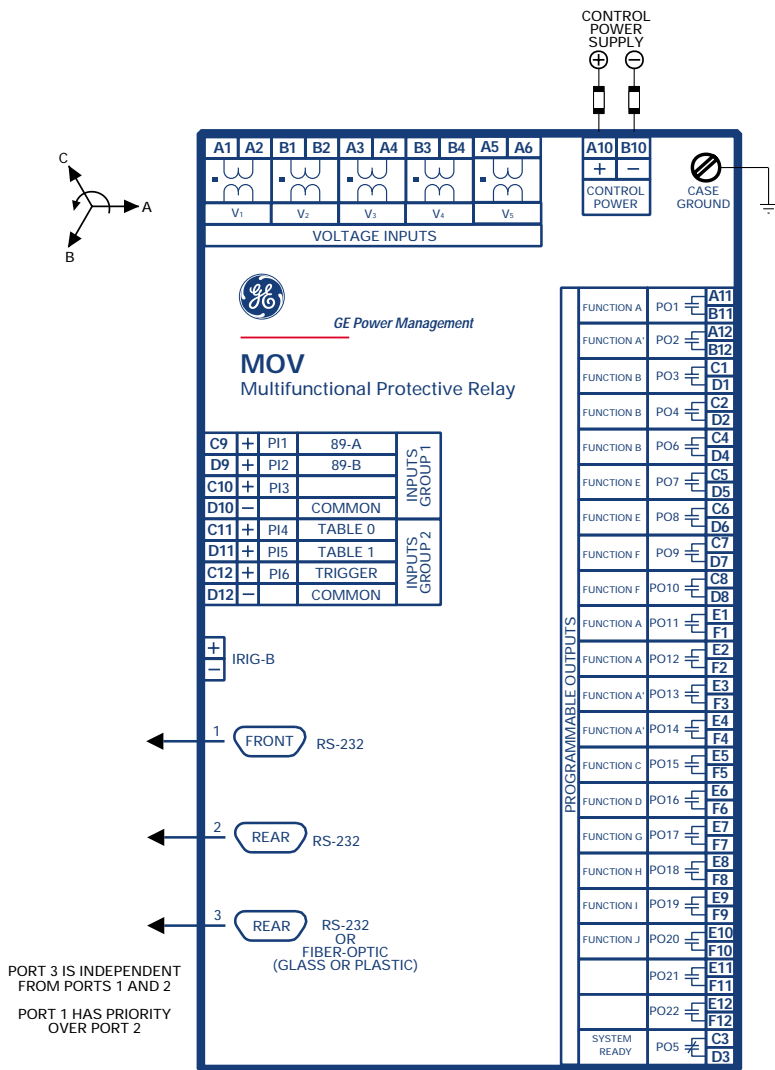 CONTROL
POWER
SUPPLY
+ −
A1 A2 B1 B2 A3 A4 B3 B4 A5 A6
A10 B10
+ −
CONTROL
POWER
CASE
GROUND
V1 V2 V3 V4 V5
VOLTAGE INPUTS
C
A
B
GE
GE Power Management
MOV
Multifunctional Protective Relay
C9 + PI1 89-A
D9 + PI2 89-B
C10 + PI3
D10 − COMMON
INPUTS
GROUP 1
C11 + PI4 TABLE 0
D11 + PI5 TABLE 1
C12 + PI6 TRIGGER
D12 − COMMON
INPUTS
GROUP 2
+
−
IRIG-B
1 FRONT RS-232
2 REAR RS-232
3 REAR RS-232
OR
FIBER-OPTIC
(GLASS OR PLASTIC)
PORT 3 IS INDEPENDENT
FROM PORTS 1 AND 2
PORT 1 HAS PRIORITY
OVER PORT 2
PROGRAMMABLE OUTPUTS
FUNCTION A PO1 A11
B11
FUNCTION A' PO2 A12
B12
FUNCTION B PO3 C1
D1
FUNCTION B PO4 C2
D2
FUNCTION B PO6 C4
D4
FUNCTION E PO7 C5
D5
FUNCTION E PO8 C6
D6
FUNCTION F PO9 C7
D7
FUNCTION F PO10 C8
D8
FUNCTION A PO11 E1
F1
FUNCTION A PO12 E2
F2
FUNCTION A' PO13 E3
F3
FUNCTION A' PO14 E4
F4
FUNCTION C PO15 E5
F5
FUNCTION D PO16 E6
F6
FUNCTION G PO17 E7
F7
FUNCTION H PO18 E8
F8
FUNCTION I PO19 E9
F9
FUNCTION J PO20 E10
F10
PO21 E11
F11
PO22 E12
F12
SYSTEM
READY
PO5 C3
D3